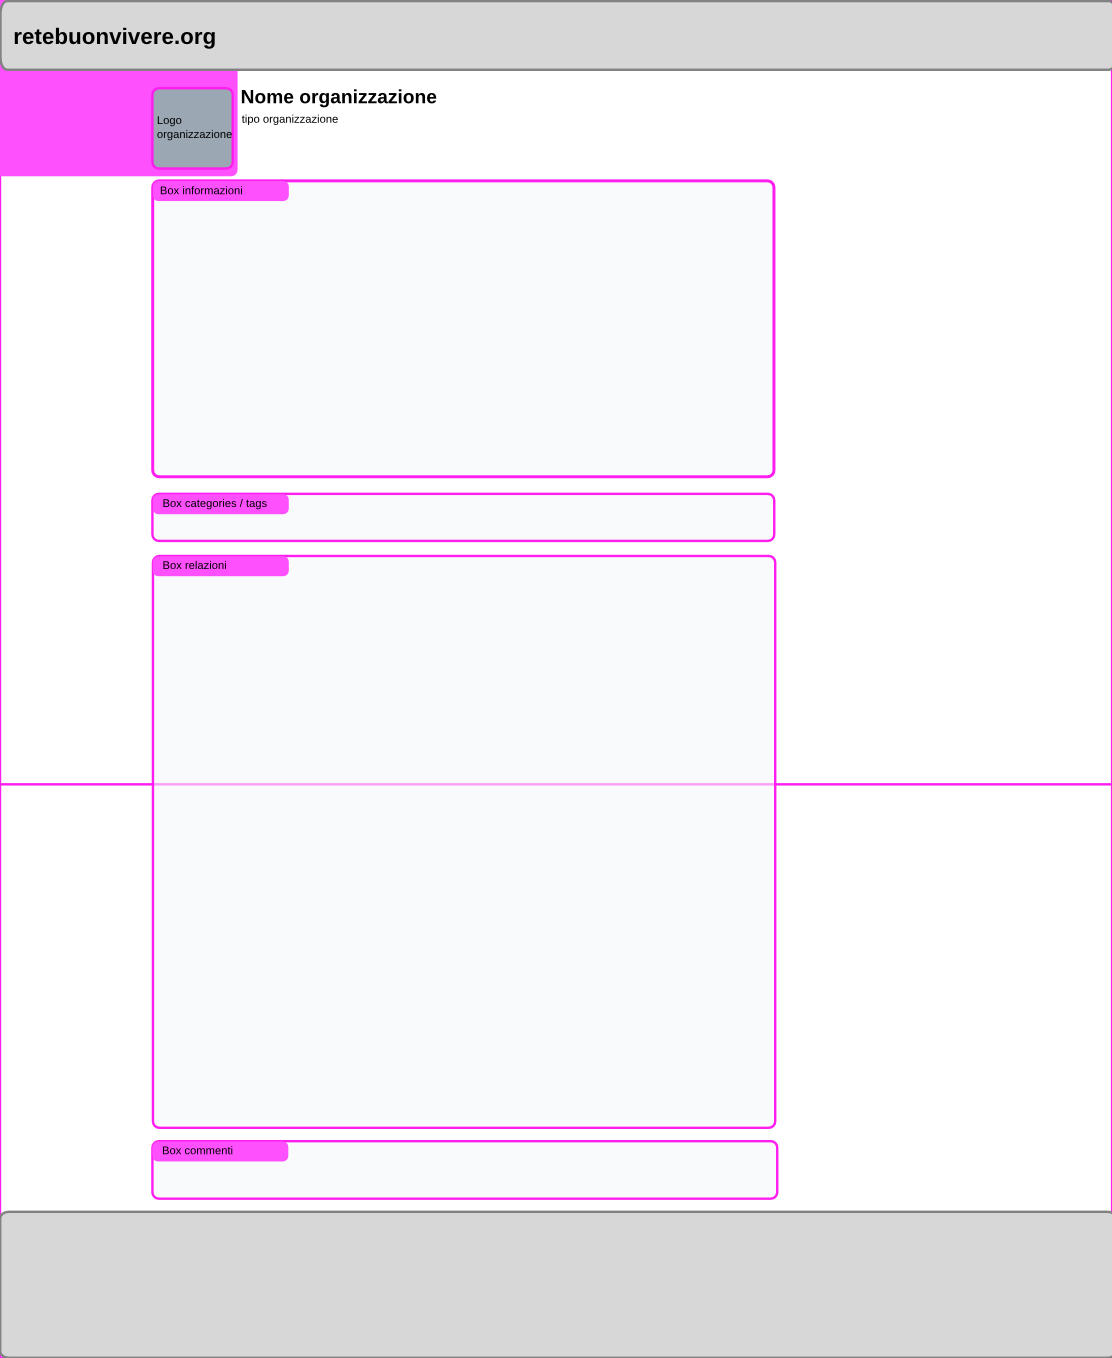 retebuonvivere.org
Nome organizzazione
tipo organizzazione
Logo
organizzazione
Box informazioni
Box categories / tags
Box relazioni
Box commenti